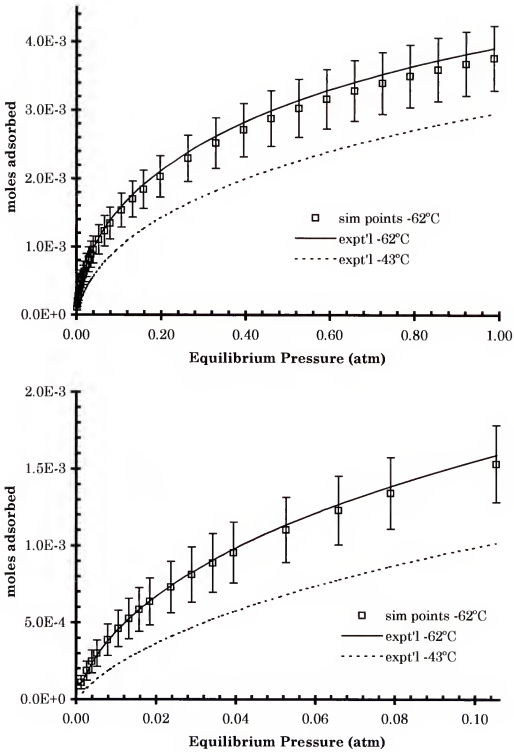 4.0E-3
3.0E-3
2.0E-3
1.0E-3
0.0E+0
moles adsorbed
sim points -62°C
expt'l -62°C
expt'l -43°C
0.00 0.20 0.40 0.60 0.80 1.00
Equilibrium Pressure (atm)
2.0E-3
1.5E-3
1.0E-3
5.0E-4
0.0E+0
moles adsorbed
sim points -62°C
expt'l -62°C
expt'l -43°C
0.00 0.02 0.04 0.06 0.08 0.10
Equilibrium Pressure (atm)